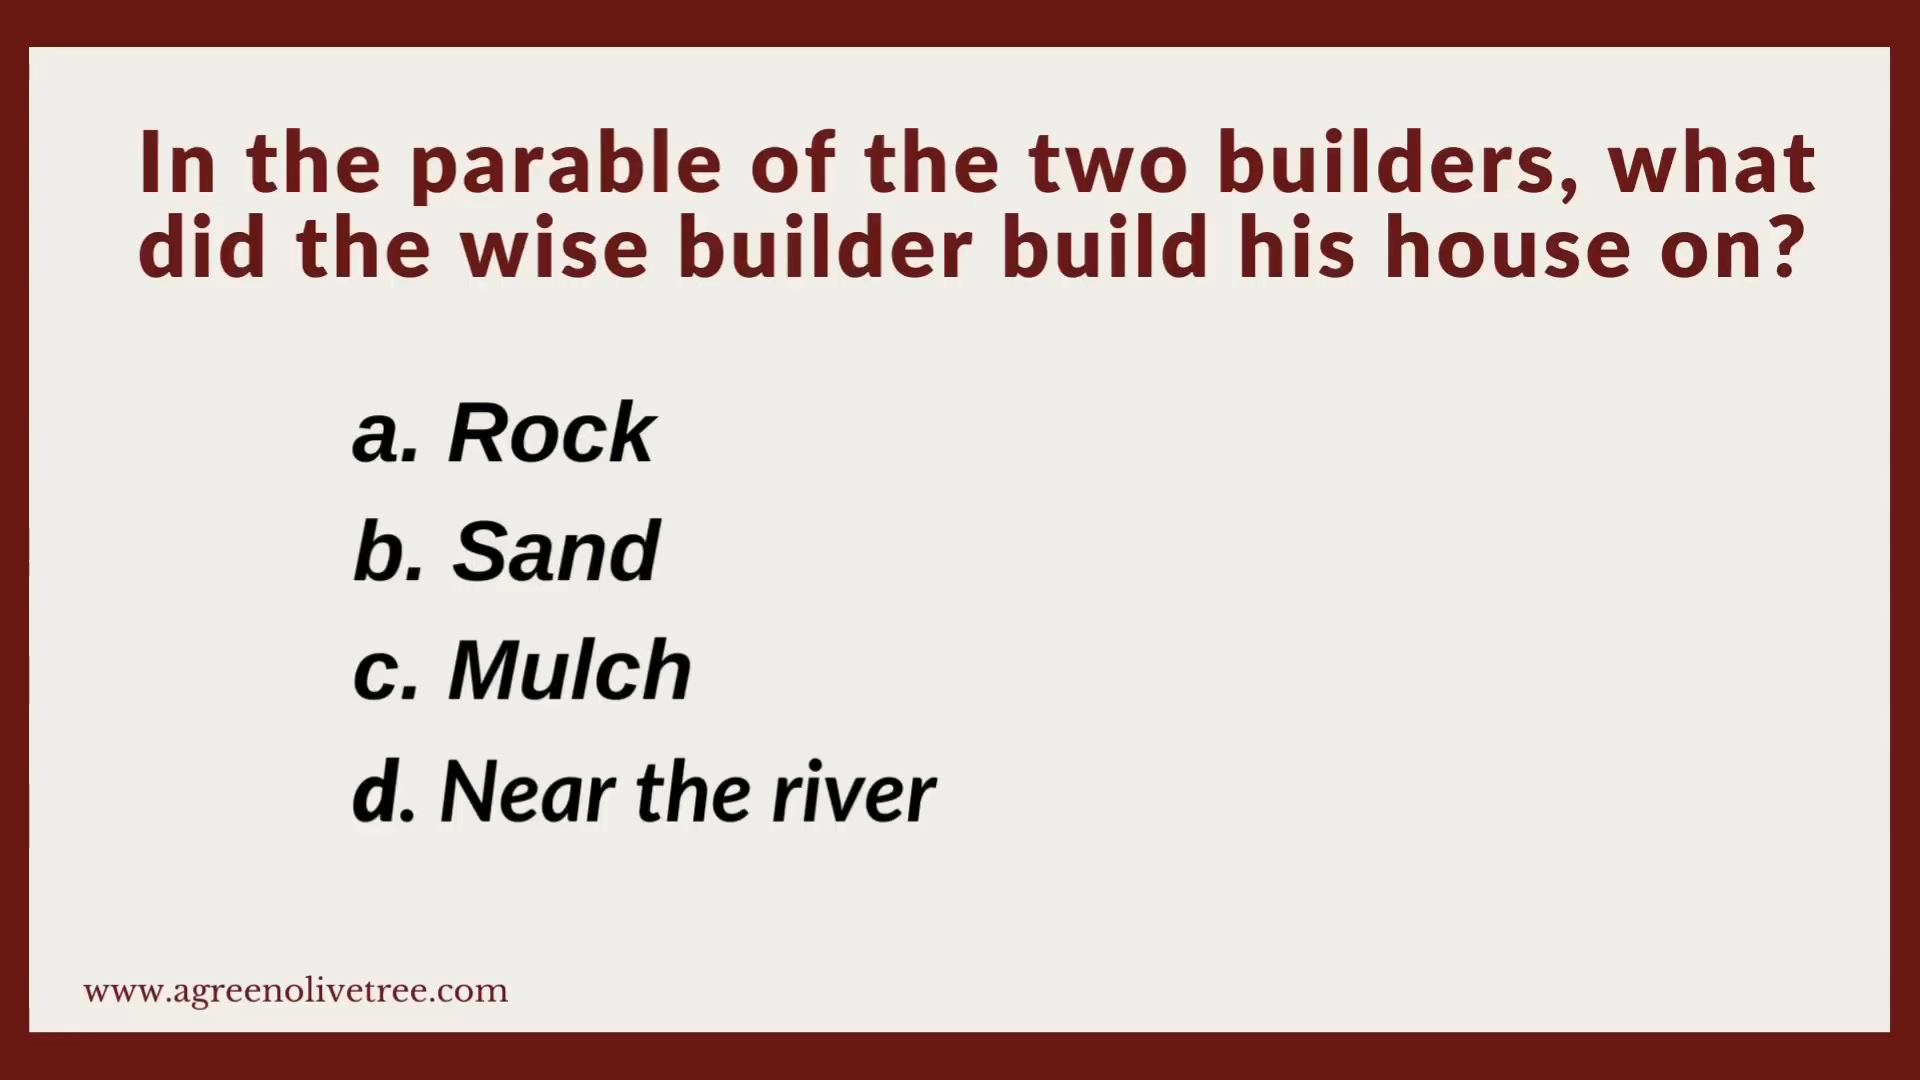 In the parable of the two builders, what
did the wise builder build his house on?
a. Rock
b. Sand
c. Mulch
d. Near the river
www.agreenolivetree.com